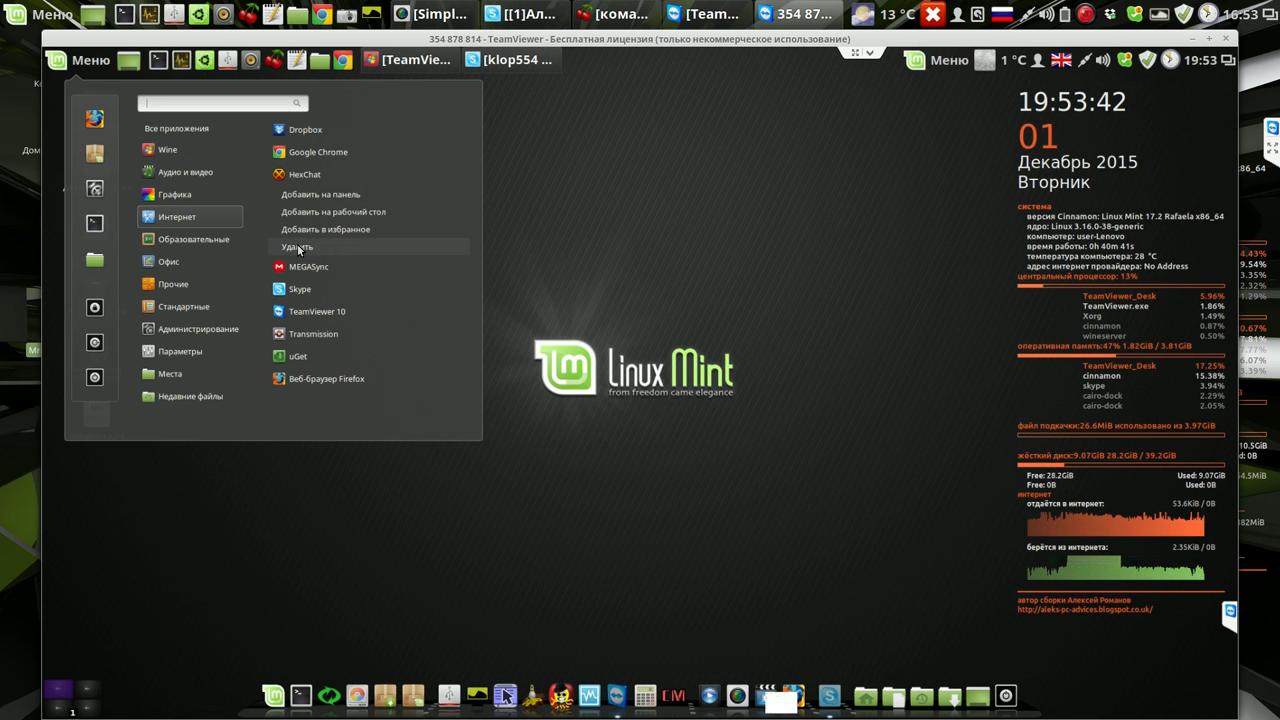 Меню
[Simpl...
[[1]Ал...
[кома...
[Team...
354 87...
13 °C
16:53
354 878 814 - TeamViewer - Бесплатная лицензия (только некоммерческое использование)
Меню
[TeamVie...
[klop554 ...
Меню
1 °C
19:53
19:53:42
01
Декабрь 2015
Вторник
Все приложения
Wine
Аудио и видео
Графика
Интернет
Образовательные
Офис
Прочие
Стандартные
Администрирование
Параметры
Места
Недавние файлы
Dropbox
Google Chrome
HexChat
Добавить на панель
Добавить на рабочий стол
Добавить в избранное
Удалить
MEGASync
Skype
TeamViewer 10
Transmission
uGet
Веб-браузер Firefox
Linux Mint
from freedom came elegance
система
версия Cinnamon: Linux Mint 17.2 Rafaela x86_64
ядро: Linux 3.16.0-38-generic
компьютер: user-Lenovo
время работы: 0h 40m 41s
температура компьютера: 28 °C
адрес интернет провайдера: No Address
центральный процессор: 13%
TeamViewer_Desk 5.96%
TeamViewer.exe 1.86%
Xorg 1.49%
cinnamon 0.87%
wineserver 0.50%
оперативная память:47% 1.82GiB / 3.81GiB
TeamViewer_Desk 17.25%
cinnamon 15.38%
skype 3.94%
cairo-dock 2.29%
cairo-dock 2.05%
файл подкачки:26.6MiB использовано из 3.97GiB
жёсткий диск:9.07GiB 28.2GiB / 39.2GiB
Free: 28.2GiB Used: 9.07GiB
Free: 0B Used: 0B
интернет
отдаётся в интернет: 53.6KiB / 0B
берётся из интернета: 2.35KiB / 0B
автор сборки Алексей Романов
http://aleks-pc-advices.blogspot.co.uk/
1